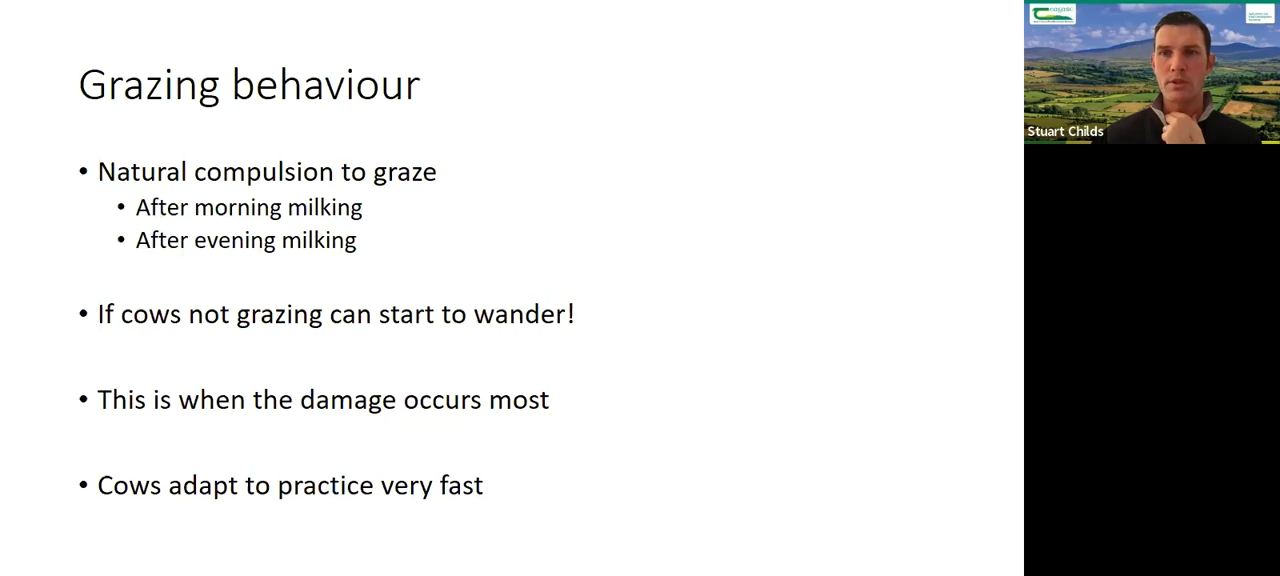 Grazing behaviour
• Natural compulsion to graze
• After morning milking
• After evening milking
• If cows not grazing can start to wander!
• This is when the damage occurs most
• Cows adapt to practice very fast
Stuart Childs